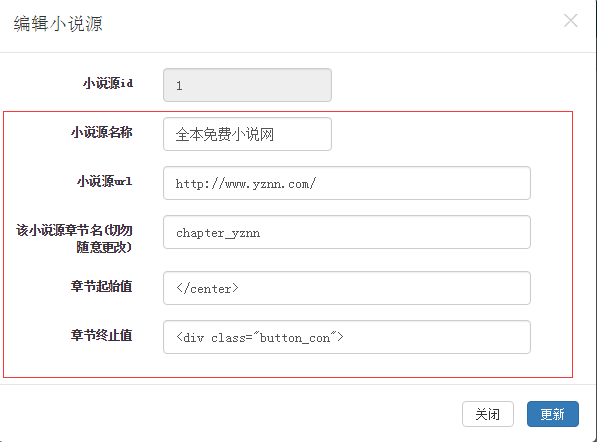 编辑小说源
小说源id
1
小说源名称
全本免费小说网
小说源url
http://www.yznn.com/
该小说源章节名(切勿
随意更改)
chapter_yznn
章节起始值
</center>
章节终止值
<div class="button_con">
关闭
更新